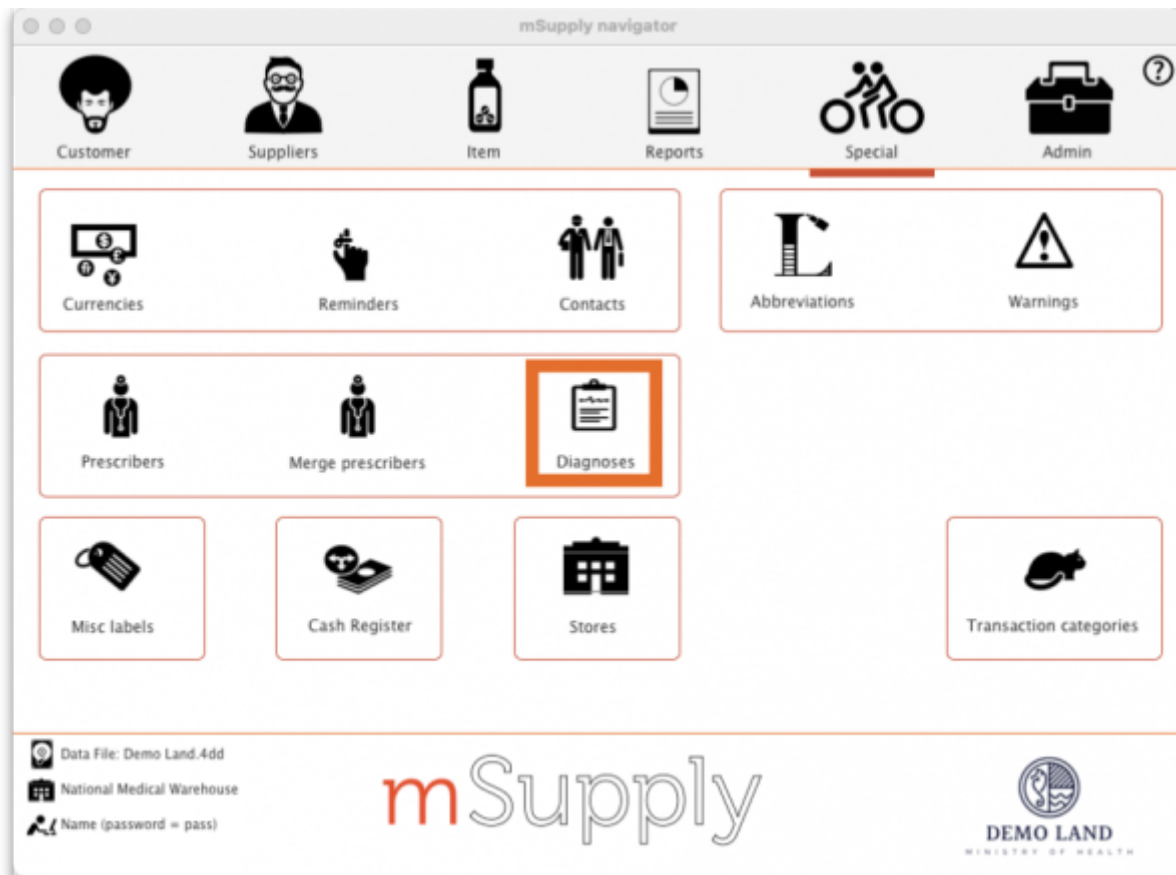 mSupply navigator
?
Customer
Suppliers
Item
Reports
Special
Admin
Currencies
Reminders
Contacts
Abbreviations
Warnings
Prescribers
Merge prescribers
Diagnoses
Misc labels
Cash Register
Stores
Transaction categories
Data File: Demo Land.4dd
National Medical Warehouse
Name (password = pass)
mSupply
DEMO LAND
MINISTRY OF HEALTH